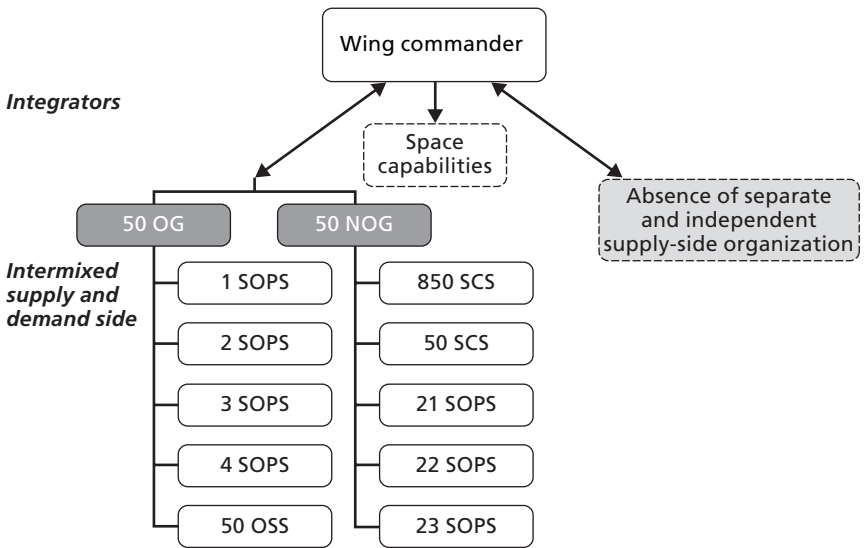 Wing commander
Integrators
Space
capabilities
Absence of separate
and independent
supply-side organization
50 OG
50 NOG
Intermixed
supply and
demand side
1 SOPS
850 SCS
2 SOPS
50 SCS
3 SOPS
21 SOPS
4 SOPS
22 SOPS
50 OSS
23 SOPS